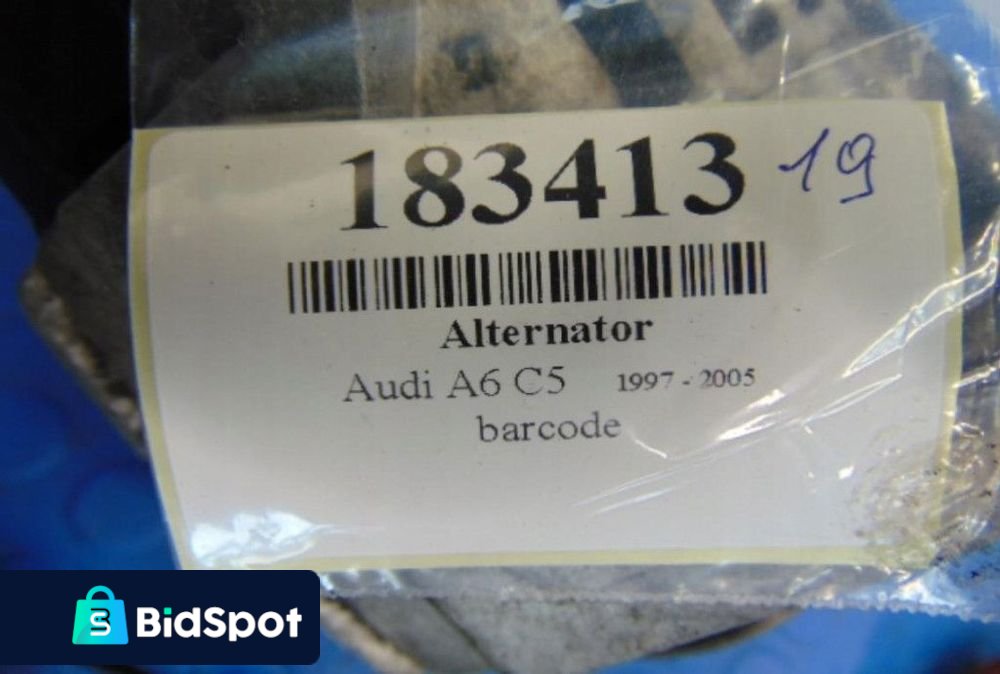 183413 19
Alternator
Audi A6 C5 1997 - 2005
barcode
BidSpot